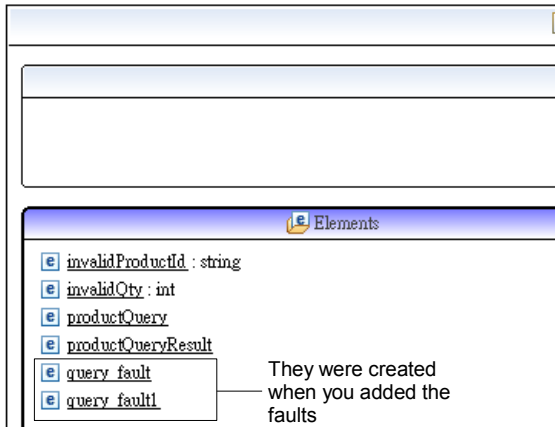 Elements
invalidProductId : string
invalidQty : int
productQuery
productQueryResult
query_fault
query_fault1
They were created
when you added the
faults